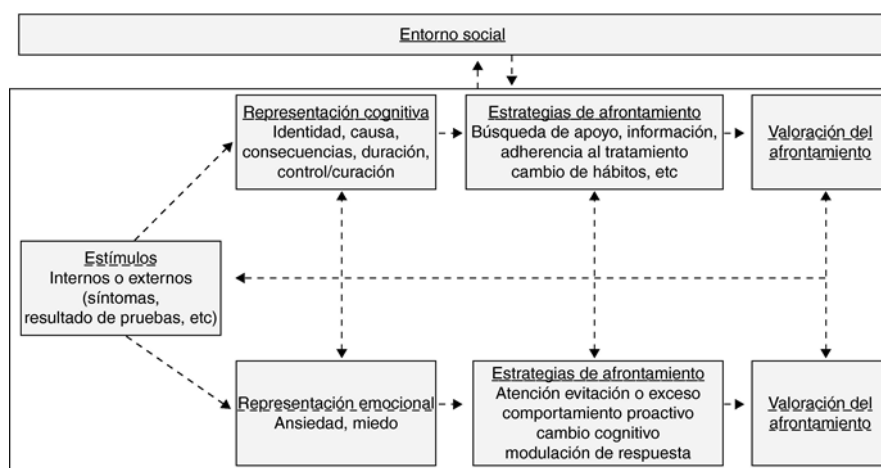 Entorno social
Representación cognitiva
Identidad, causa,
consecuencias, duración,
control/curación
Estrategias de afrontamiento
Búsqueda de apoyo, información,
adherencia al tratamiento
cambio de hábitos, etc
Valoración del
afrontamiento
Estímulos
Internos o externos
(síntomas,
resultado de pruebas, etc)
Representación emocional
Ansiedad, miedo
Estrategias de afrontamiento
Atención evitación o exceso
comportamiento proactivo
cambio cognitivo
modulación de respuesta
Valoración del
afrontamiento